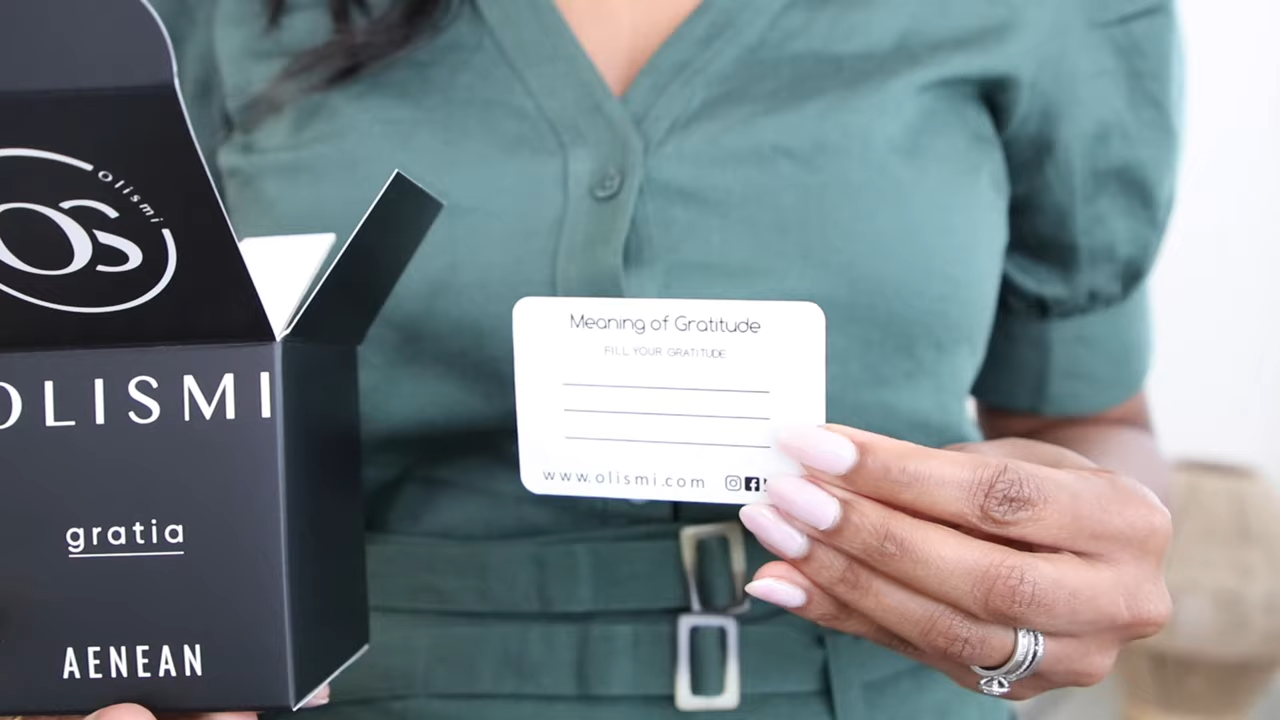 OS
olismi
OLISMI
gratia
AENEAN
Meaning of Gratitude
FILL YOUR GRATITUDE
www.olismi.com